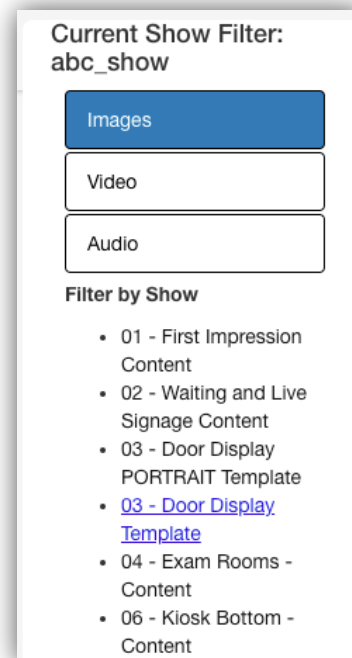 Current Show Filter:
abc_show
Images
Video
Audio
Filter by Show
01 - First Impression
Content
02 - Waiting and Live
Signage Content
03 - Door Display
PORTRAIT Template
03 - Door Display
Template
04 - Exam Rooms -
Content
06 - Kiosk Bottom -
Content